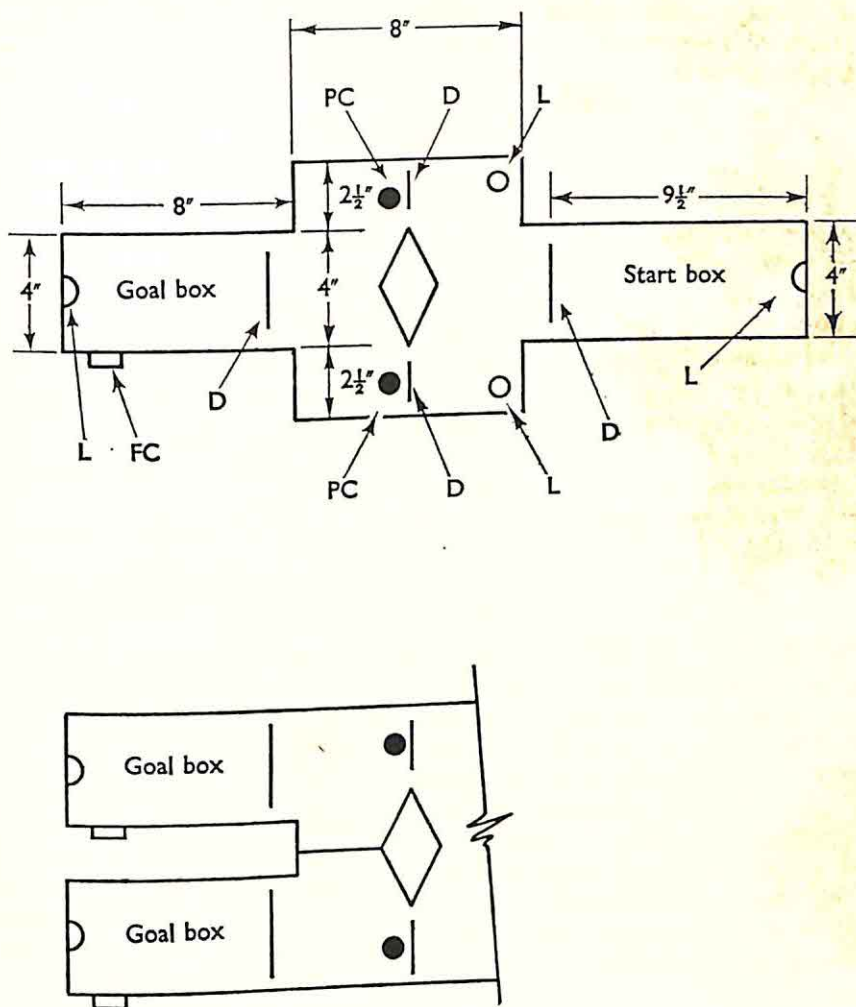 8″
PC D L
2½″
8″ 9½″
4″ Goal box 4″ Start box 4″
2½″
D L
L FC D
PC D L
Goal box
Goal box